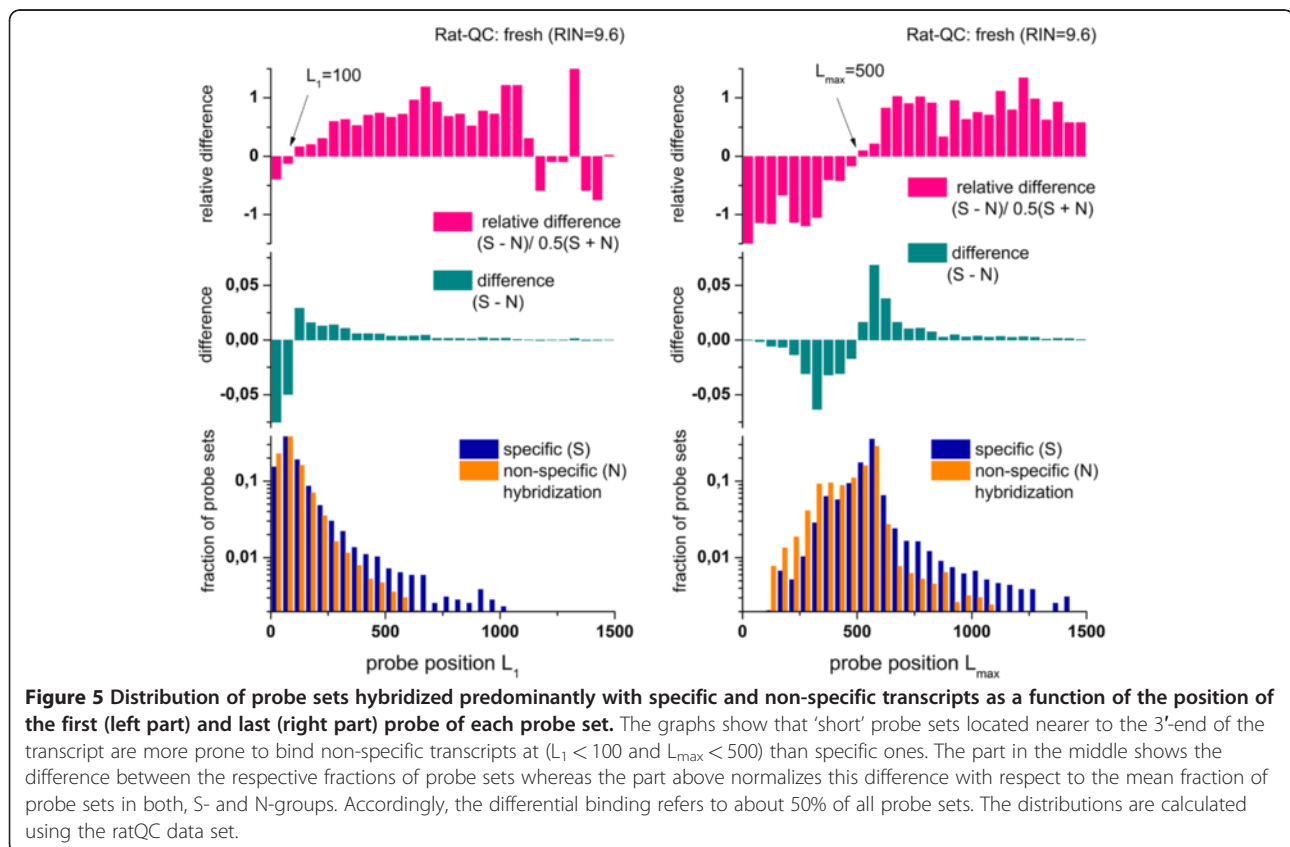 Rat-QC: fresh (RIN=9.6)
L1=100
1
0
-1
relative difference
relative difference
(S - N)/ 0.5(S + N)
0,05
0,00
-0,05
difference
difference
(S - N)
0,1
0,01
fraction of probe sets
specific (S)
non-specific (N)
hybridization
0
500
1000
1500
probe position L1
Rat-QC: fresh (RIN=9.6)
Lmax=500
1
0
-1
relative difference
relative difference
(S - N)/ 0.5(S + N)
0,05
0,00
-0,05
difference
difference
(S - N)
0,1
0,01
fraction of probe sets
specific (S)
non-specific (N)
hybridization
0
500
1000
1500
probe position Lmax
Figure 5 Distribution of probe sets hybridized predominantly with specific and non-specific transcripts as a function of the position of
the first (left part) and last (right part) probe of each probe set. The graphs show that ‘short’ probe sets located nearer to the 3′-end of the
transcript are more prone to bind non-specific transcripts at (L1 < 100 and Lmax < 500) than specific ones. The part in the middle shows the
difference between the respective fractions of probe sets whereas the part above normalizes this difference with respect to the mean fraction of
probe sets in both, S- and N-groups. Accordingly, the differential binding refers to about 50% of all probe sets. The distributions are calculated
using the ratQC data set.